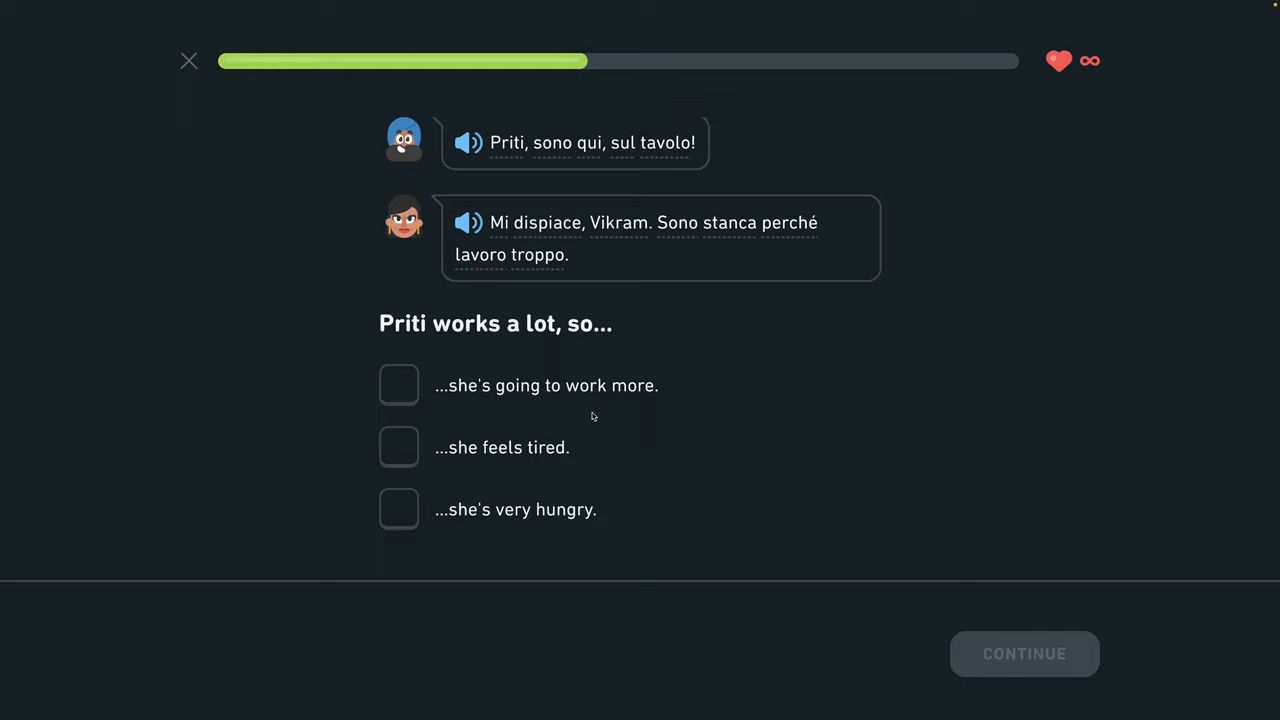 Priti, sono qui, sul tavolo!
Mi dispiace, Vikram. Sono stanca perché
lavoro troppo.
Priti works a lot, so...
...she's going to work more.
...she feels tired.
...she's very hungry.
CONTINUE